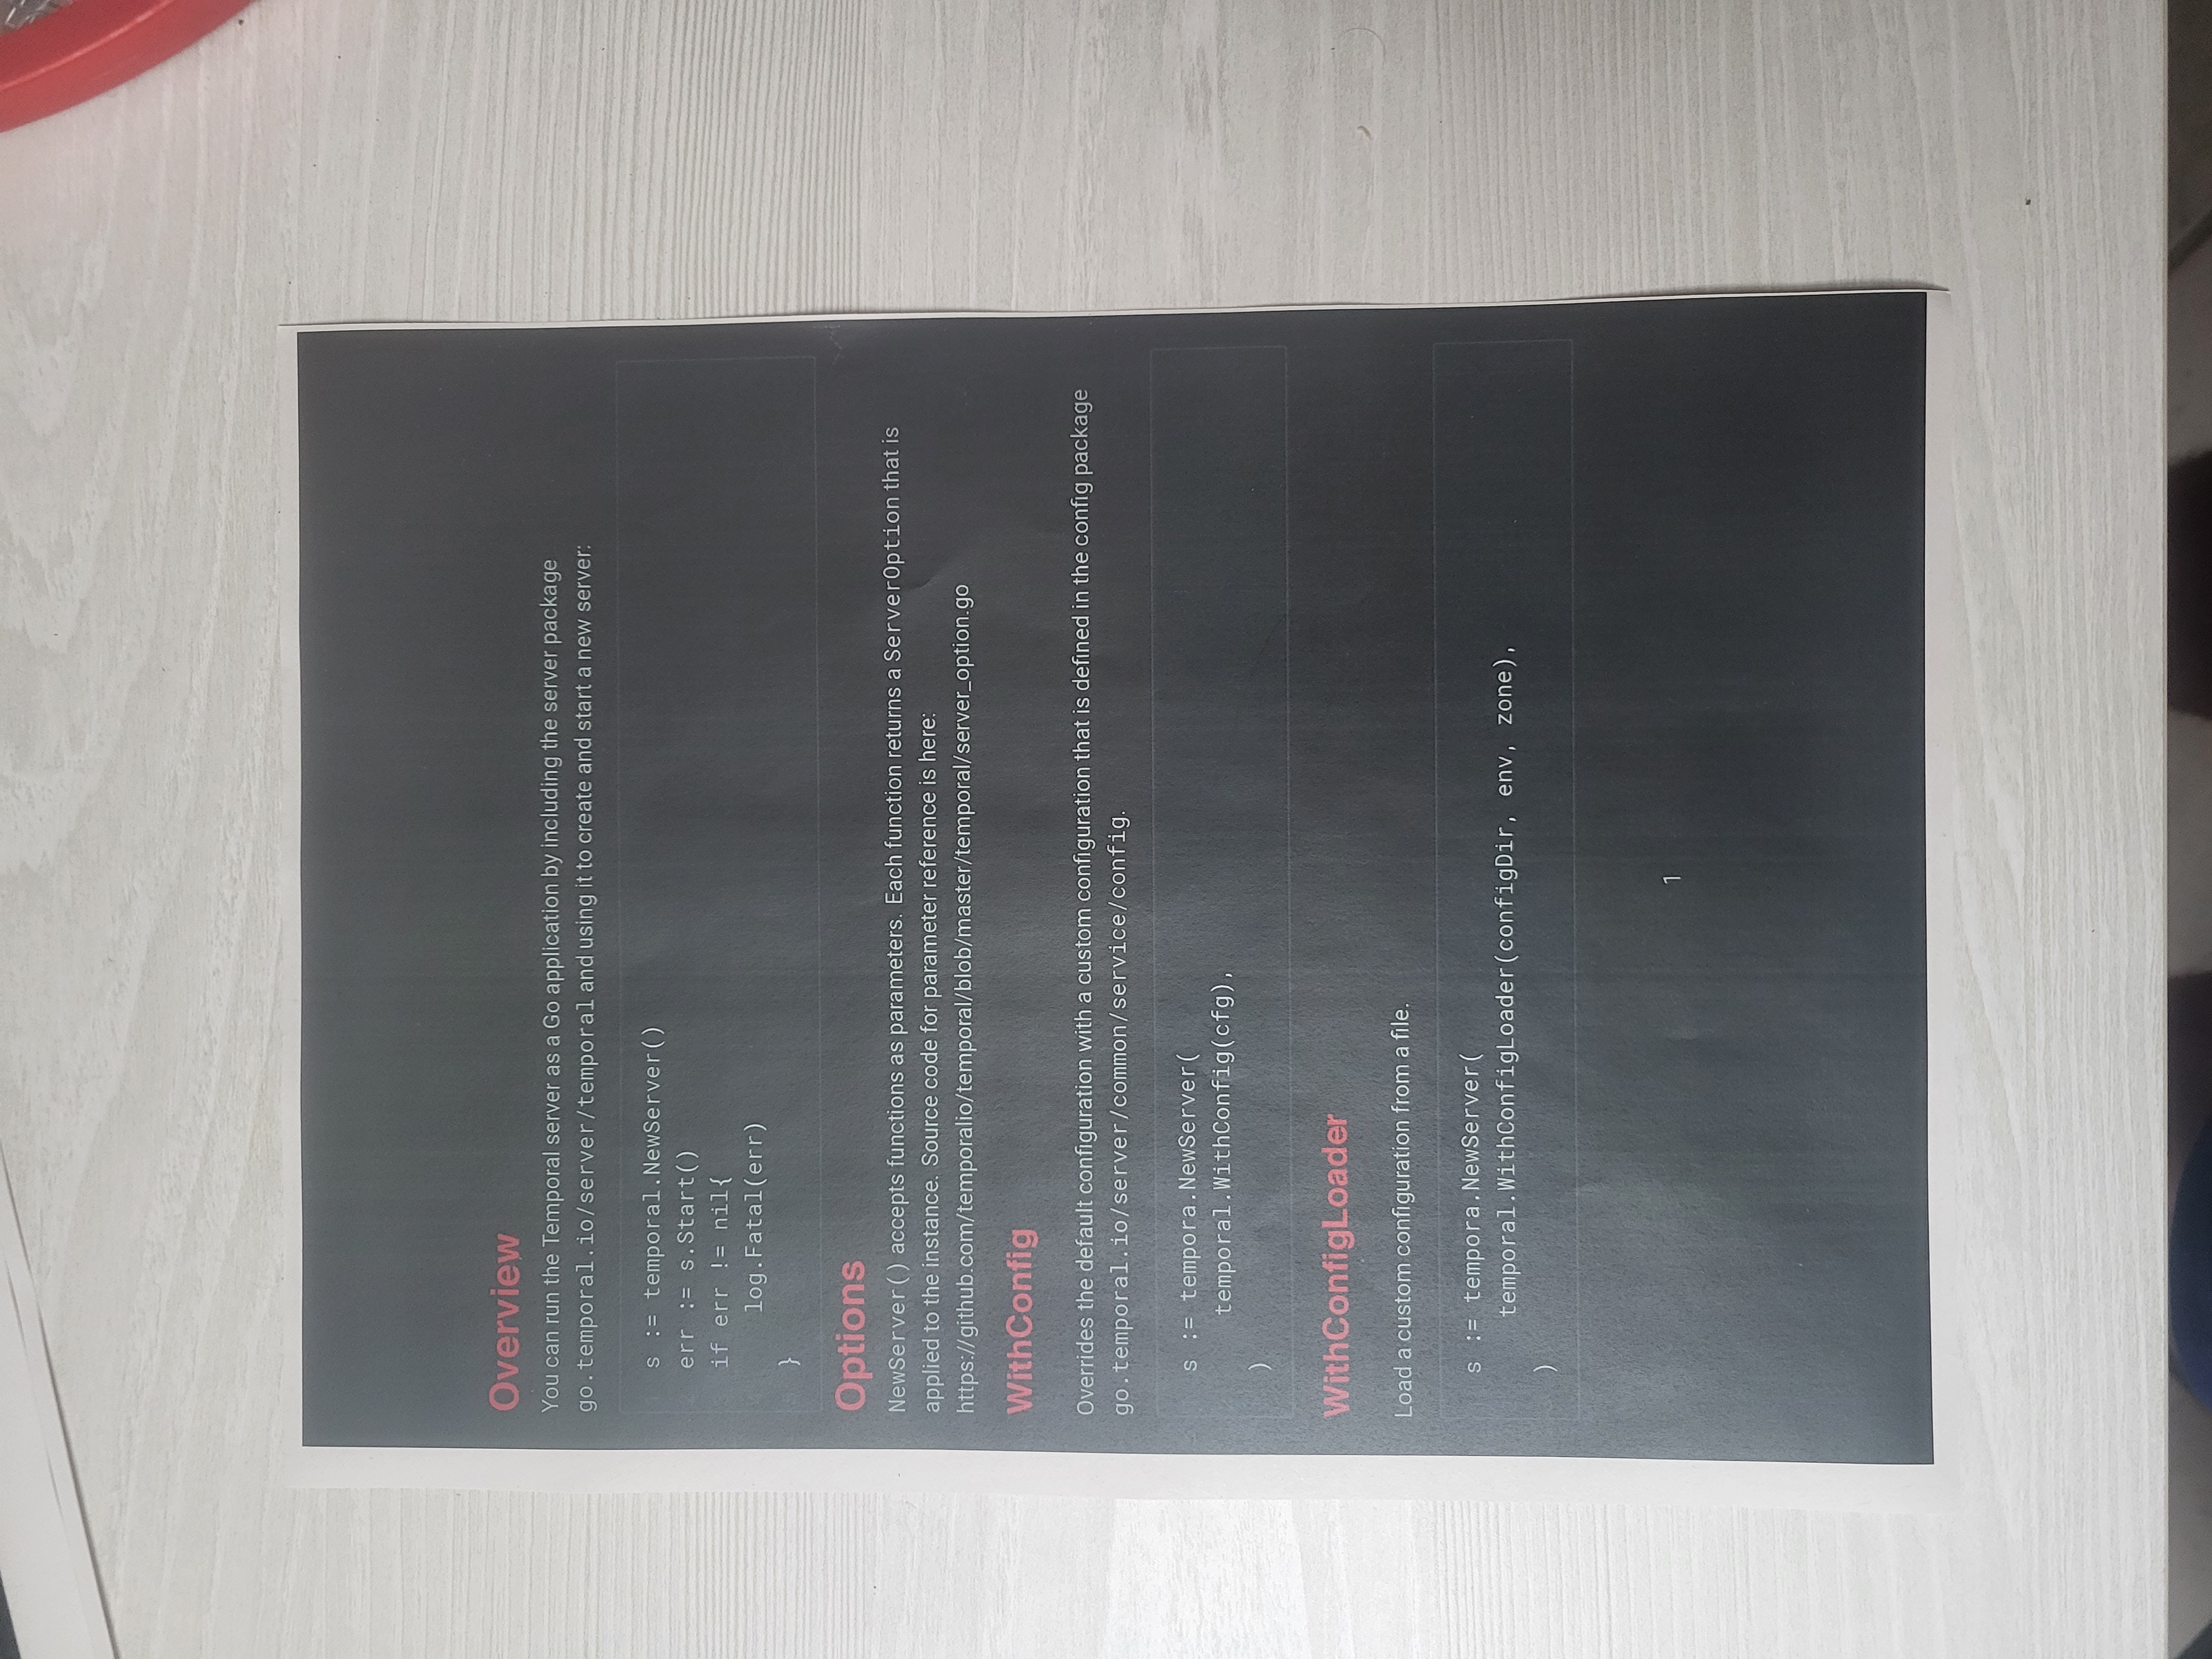 Overview
You can run the Temporal server as a Go application by including the server package
go.temporal.io/server/temporal and using it to create and start a new server:
s := temporal.NewServer()
err := s.Start()
if err != nil{
    log.Fatal(err)
}
Options
NewServer() accepts functions as parameters. Each function returns a ServerOption that is
applied to the instance. Source code for parameter reference is here:
https://github.com/temporalio/temporal/blob/master/temporal/server_option.go
WithConfig
Overrides the default configuration with a custom configuration that is defined in the config package
go.temporal.io/server/common/service/config.
s := tempora.NewServer(
    temporal.WithConfig(cfg),
)
WithConfigLoader
Load a custom configuration from a file.
s := tempora.NewServer(
    temporal.WithConfigLoader(configDir, env, zone),
)
1